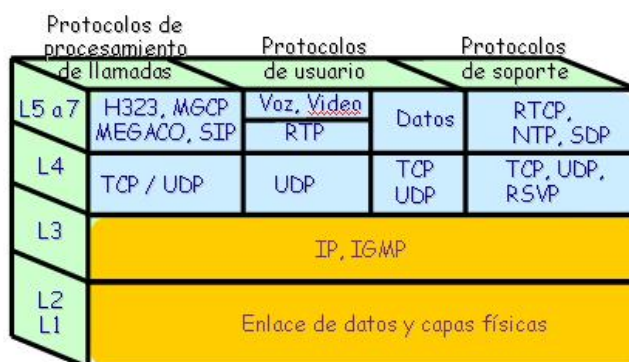 Protocolos de
procesamiento
de llamadas
Protocolos
de usuario
Protocolos
de soporte
L5 a 7
H323, MGCP
MEGACO, SIP
Voz, Video
RTP
Datos
RTCP,
NTP, SDP
L4
TCP / UDP
UDP
TCP
UDP
TCP, UDP,
RSVP
L3
IP, IGMP
L2
L1
Enlace de datos y capas físicas